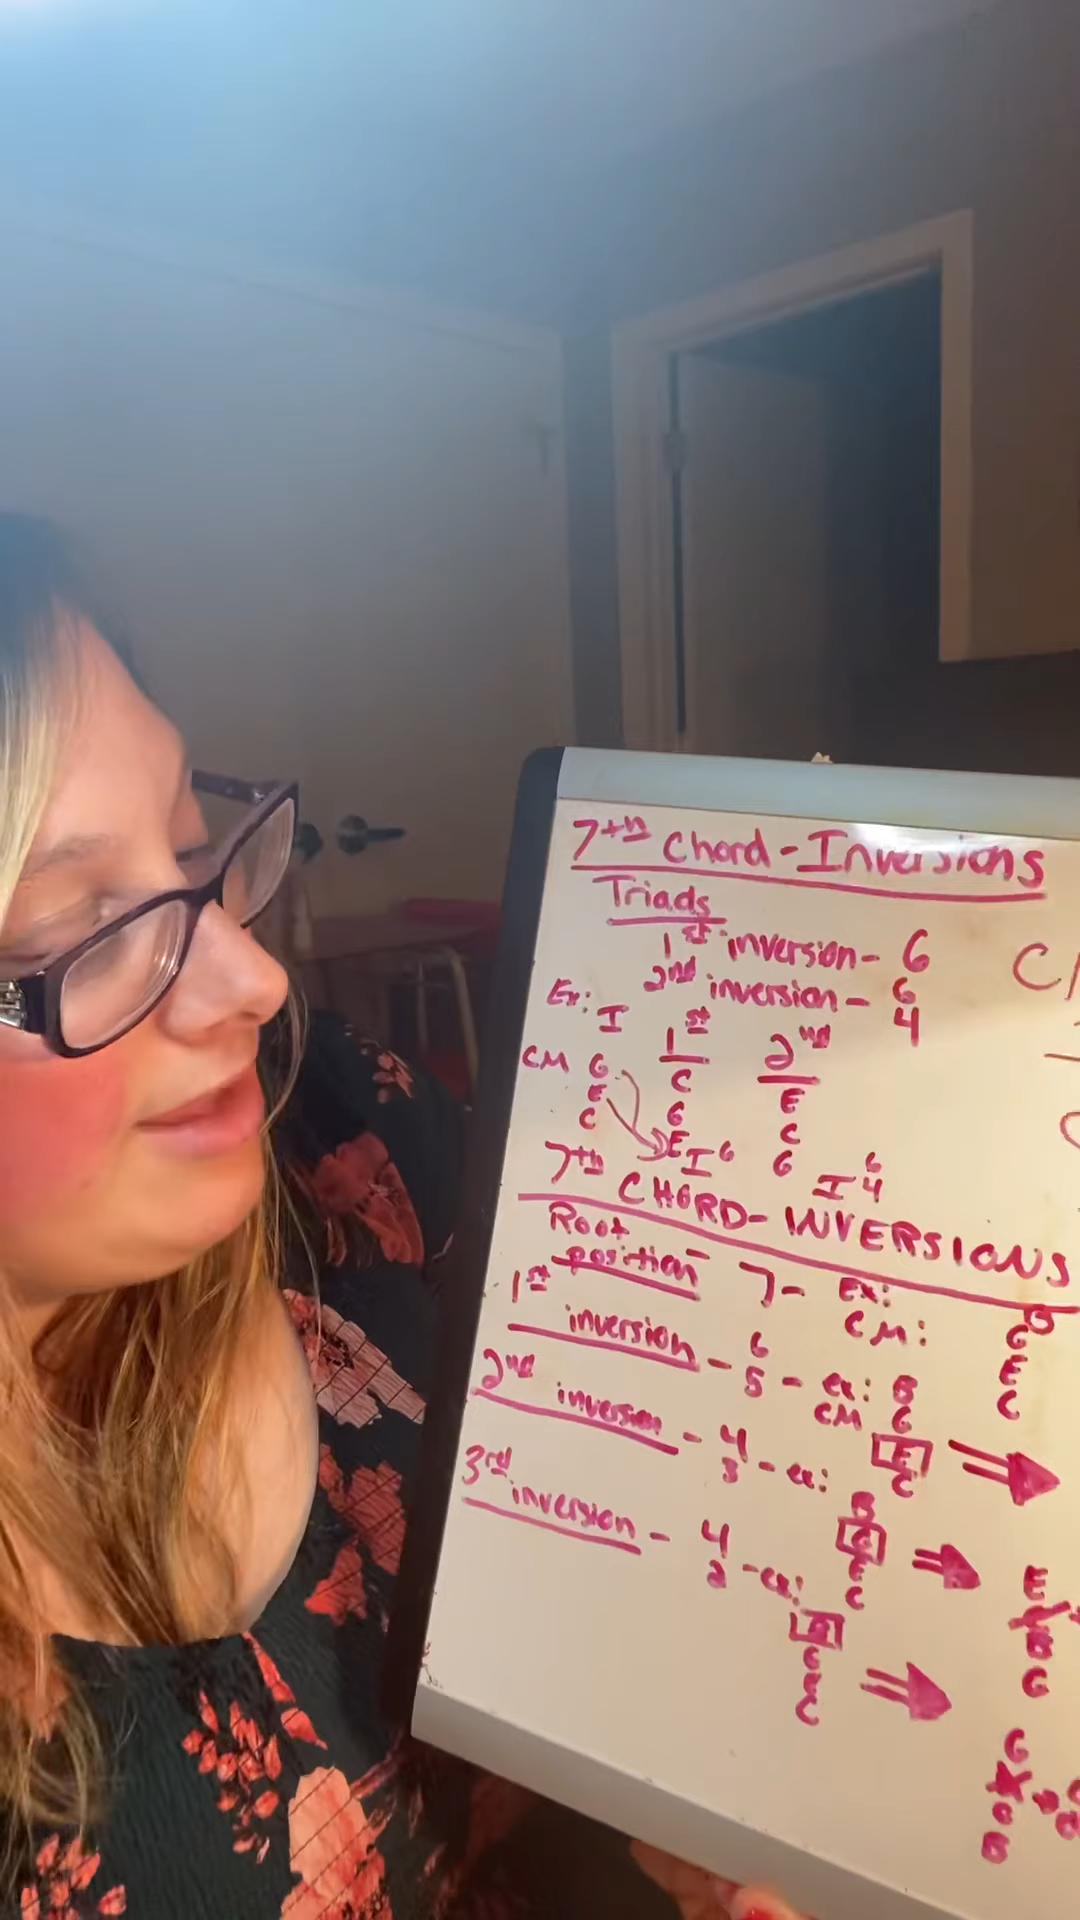 7th Chord-Inversions
Triads
1st inversion- 6
2nd inversion- 6
4
Ex:
I 1st 2nd
CM G C E
E G C
C E G
I6 I6
4
7th CHORD-INVERSIONS
Root
position 7- Ex:
CM: B
G
E
C
1st inversion- 6
5 - ex: B
CM G
E
C
2nd inversion- 4
3 - ex: B
G
E
C
3rd inversion- 4
2 - ex: B
G
E
C
E
B
G
G
B